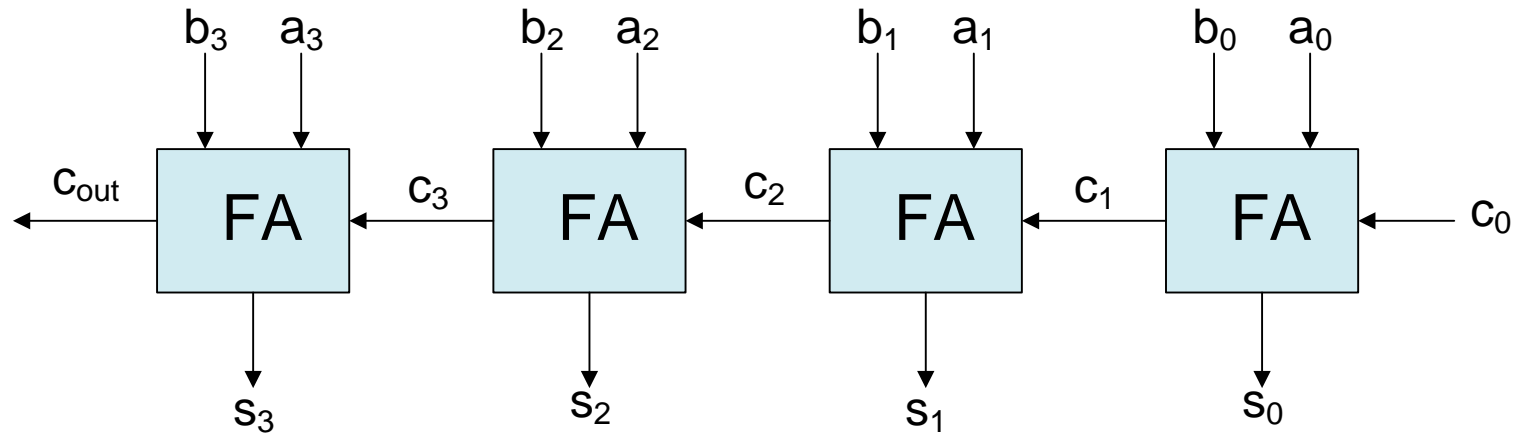 b₃ a₃ b₂ a₂ b₁ a₁ b₀ a₀
c_out FA c₃ FA c₂ FA c₁ FA c₀
s₃ s₂ s₁ s₀